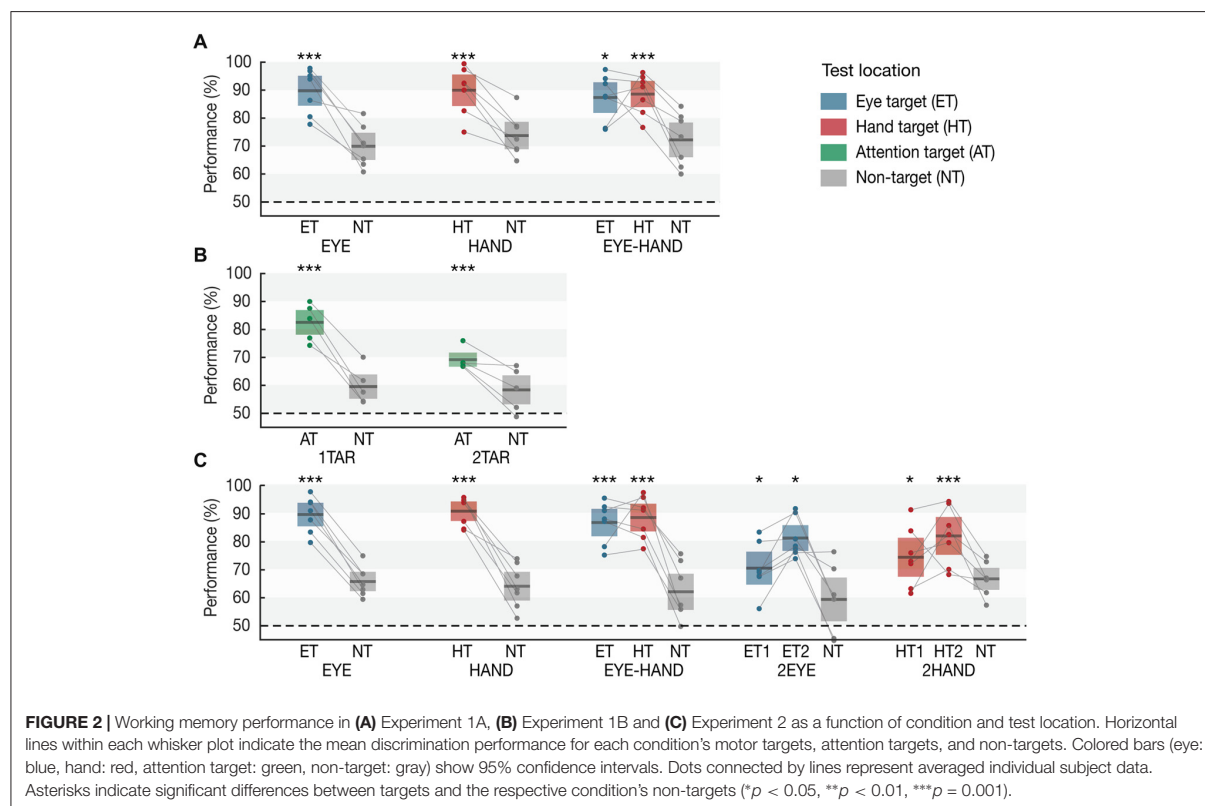 A
*** *** * ***
100
90
80
70
60
50
Performance (%)
ET NT HT NT ET HT NT
EYE HAND EYE-HAND
Test location
Eye target (ET)
Hand target (HT)
Attention target (AT)
Non-target (NT)
B
*** ***
100
90
80
70
60
50
Performance (%)
AT NT AT NT
1TAR 2TAR
C
*** *** *** *** * * * ***
100
90
80
70
60
50
Performance (%)
ET NT HT NT ET HT NT ET1 ET2 NT HT1 HT2 NT
EYE HAND EYE-HAND 2EYE 2HAND
FIGURE 2 | Working memory performance in (A) Experiment 1A, (B) Experiment 1B and (C) Experiment 2 as a function of condition and test location. Horizontal
lines within each whisker plot indicate the mean discrimination performance for each condition's motor targets, attention targets, and non-targets. Colored bars (eye:
blue, hand: red, attention target: green, non-target: gray) show 95% confidence intervals. Dots connected by lines represent averaged individual subject data.
Asterisks indicate significant differences between targets and the respective condition's non-targets (*p < 0.05, **p < 0.01, ***p = 0.001).